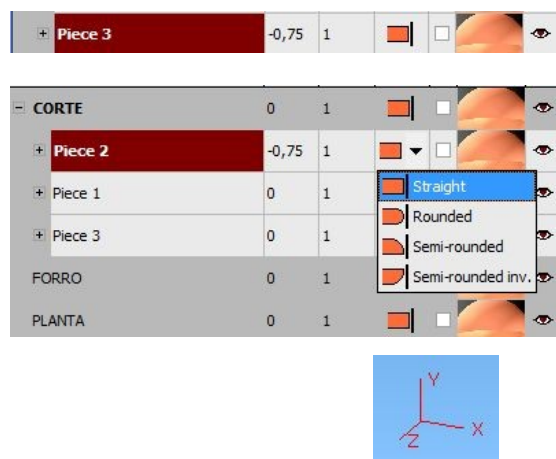 + Piece 3 -0,75 1
- CORTE 0 1
+ Piece 2 -0,75 1
Straight
+ Piece 1 0 1
Rounded
+ Piece 3 0 1
Semi-rounded
FORRO 0 1
Semi-rounded inv.
PLANTA 0 1
Y
X
Z